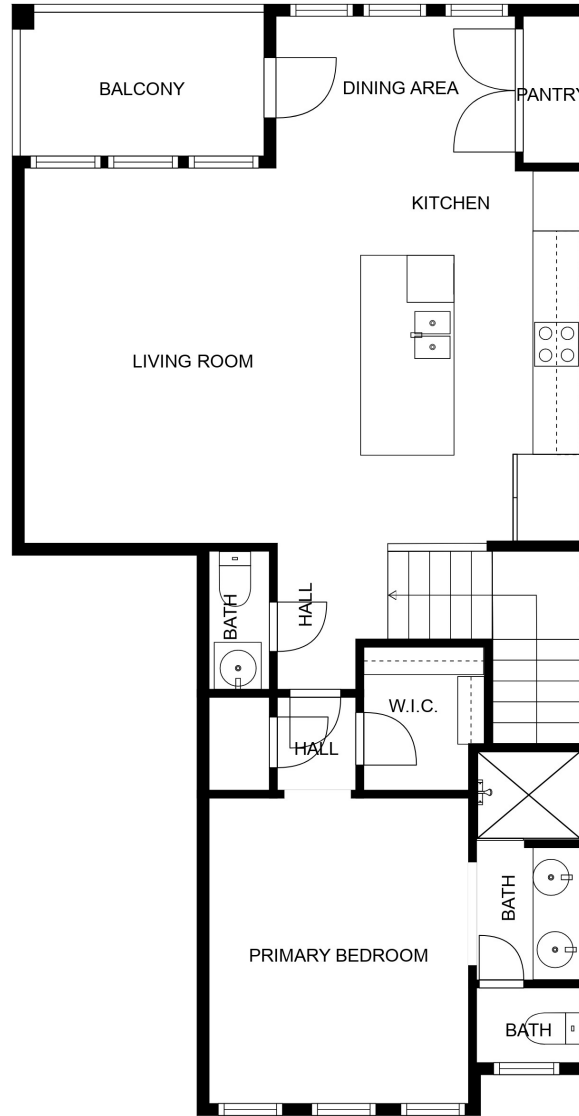 BALCONY
DINING AREA
PANTRY
KITCHEN
LIVING ROOM
BATH
HALL
W.I.C.
HALL
BATH
PRIMARY BEDROOM
BATH